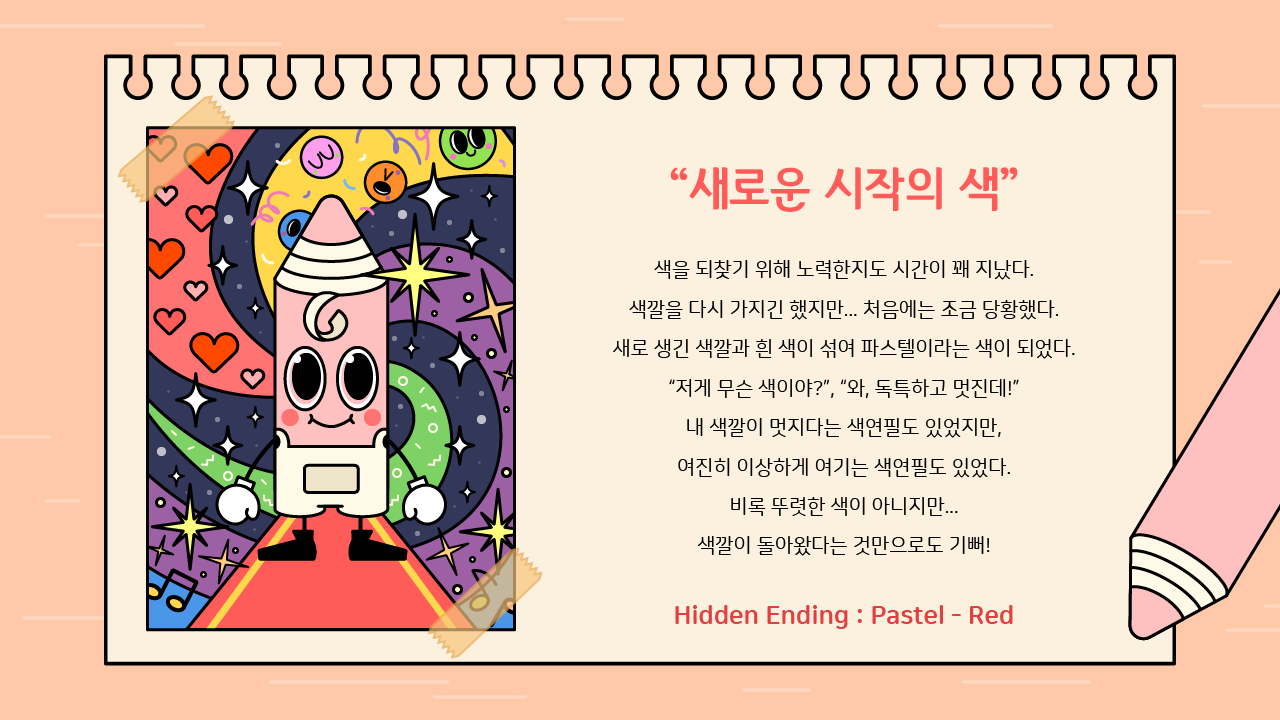 “새로운 시작의 색”
색을 되찾기 위해 노력한지도 시간이 꽤 지났다.
색깔을 다시 가지긴 했지만... 처음에는 조금 당황했다.
새로 생긴 색깔과 흰 색이 섞여 파스텔이라는 색이 되었다.
“저게 무슨 색이야?”, “와, 독특하고 멋진데!”
내 색깔이 멋지다는 색연필도 있었지만,
여진히 이상하게 여기는 색연필도 있었다.
비록 뚜렷한 색이 아니지만...
색깔이 돌아왔다는 것만으로도 기뻐!
Hidden Ending : Pastel - Red